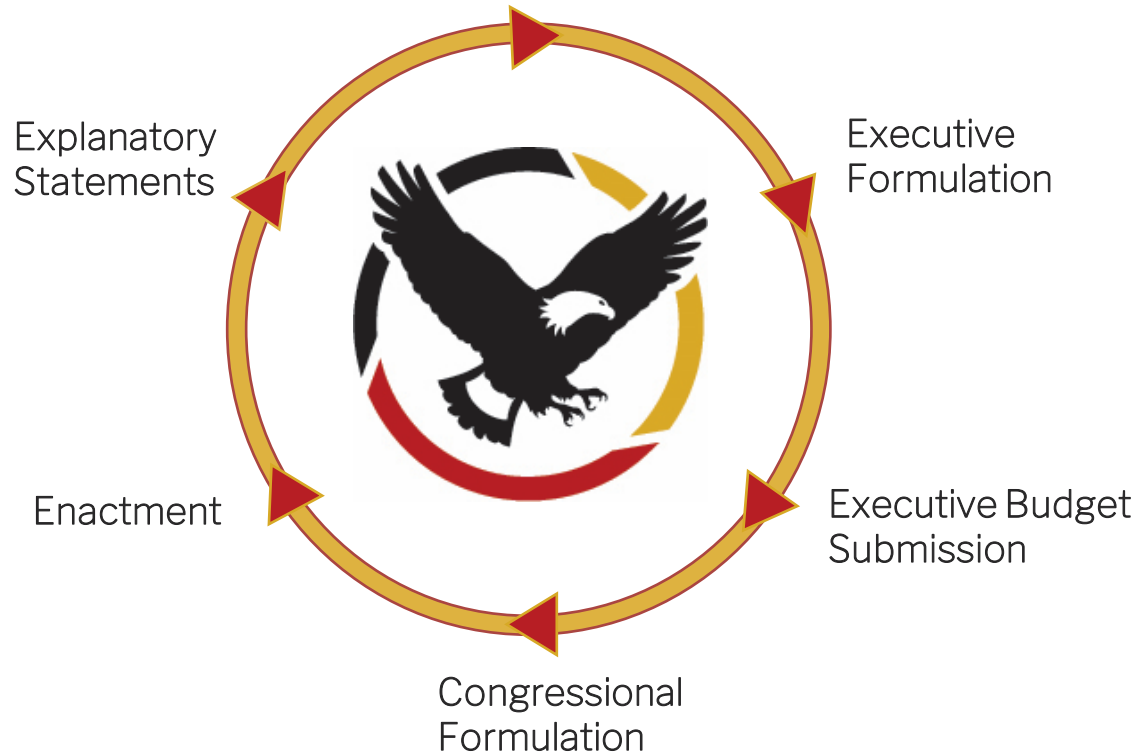 Explanatory
Statements
Executive
Formulation
Enactment
Executive Budget
Submission
Congressional
Formulation